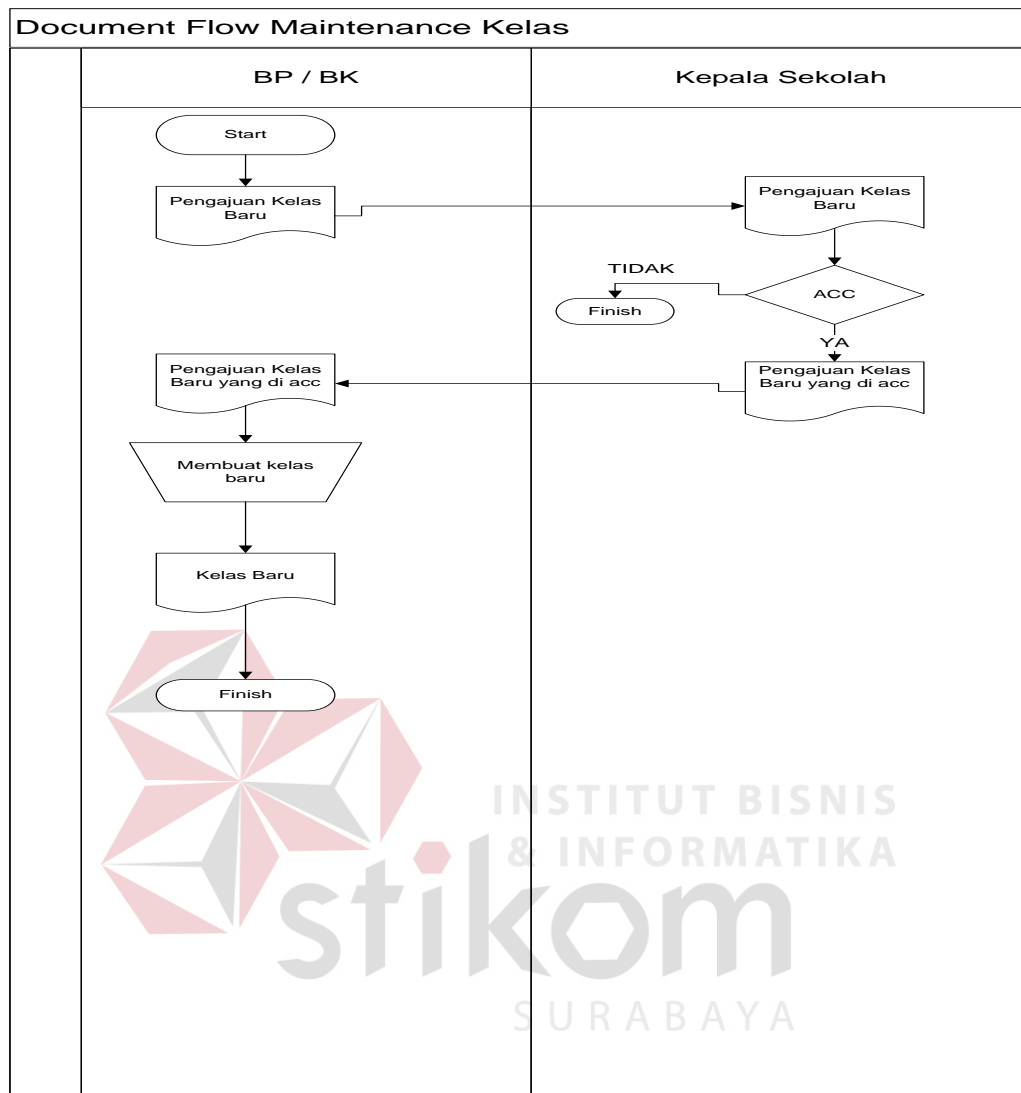 Document Flow Maintenance Kelas
BP / BK
Kepala Sekolah
Start
Pengajuan Kelas
Baru
Pengajuan Kelas
Baru
ACC
TIDAK
Finish
YA
Pengajuan Kelas
Baru yang di acc
Pengajuan Kelas
Baru yang di acc
Membuat kelas
baru
Kelas Baru
Finish
INSTITUT BISNIS
& INFORMATIKA
stikom
SURABAYA